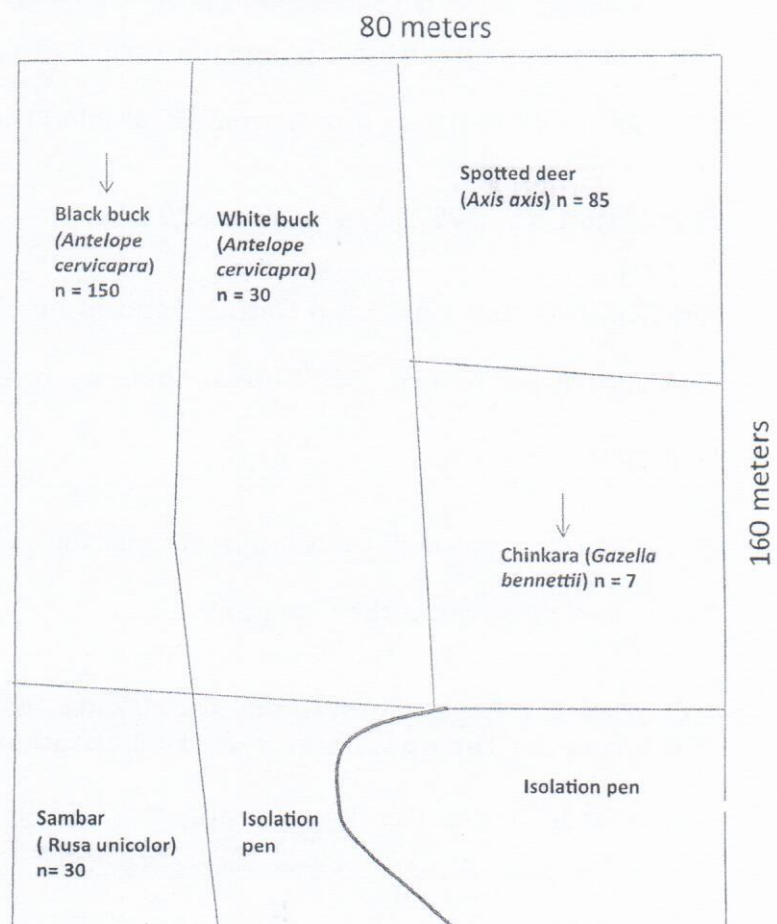 80 meters
Spotted deer
(Axis axis) n = 85
Black buck
(Antelope
cervicapra)
n = 150
White buck
(Antelope
cervicapra)
n = 30
160 meters
Chinkara (Gazella
bennettii) n = 7
Isolation pen
Sambar
( Rusa unicolor)
n= 30
Isolation
pen